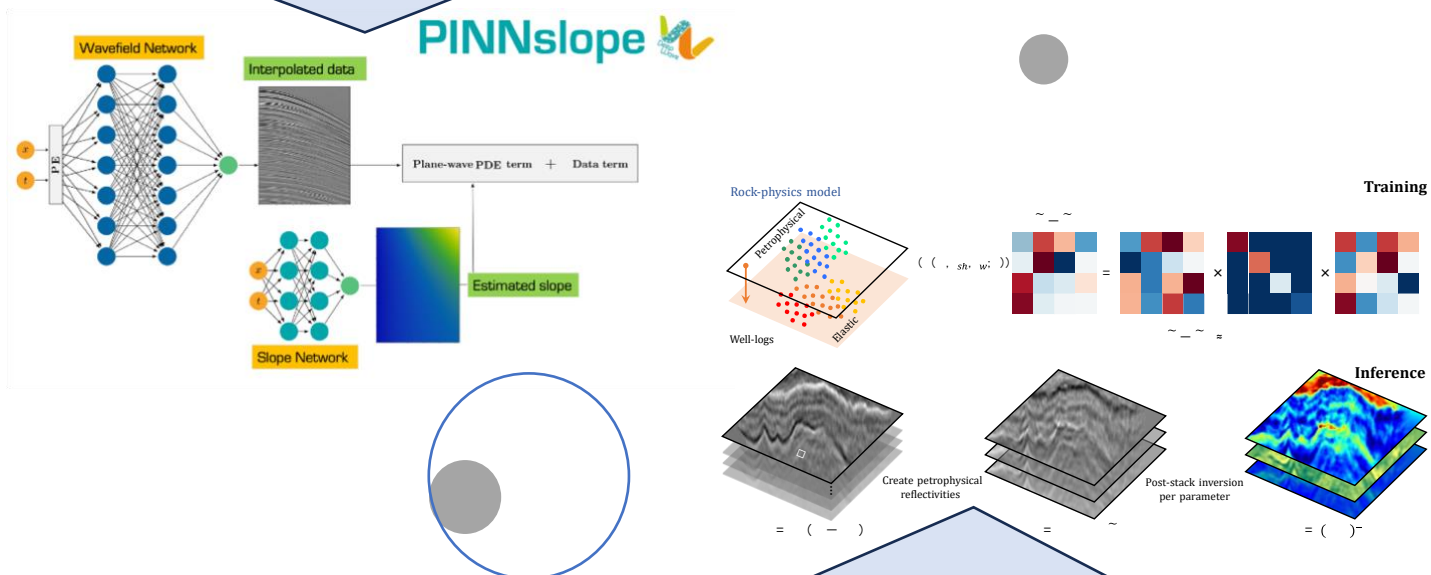 PINNslope
Wavefield Network
Interpolated data
x
t
PE
Plane-wave PDE term + Data term
x
t
Estimated slope
Slope Network
Training
Rock-physics model
Petrophysical
Elastic
Well-logs
( ( , sh, w; ))
~ — ~
= × ×
~ — ~ ≈
Inference
Create petrophysical
reflectivities
Post-stack inversion
per parameter
= ( — )
= ~
= ( )⁻